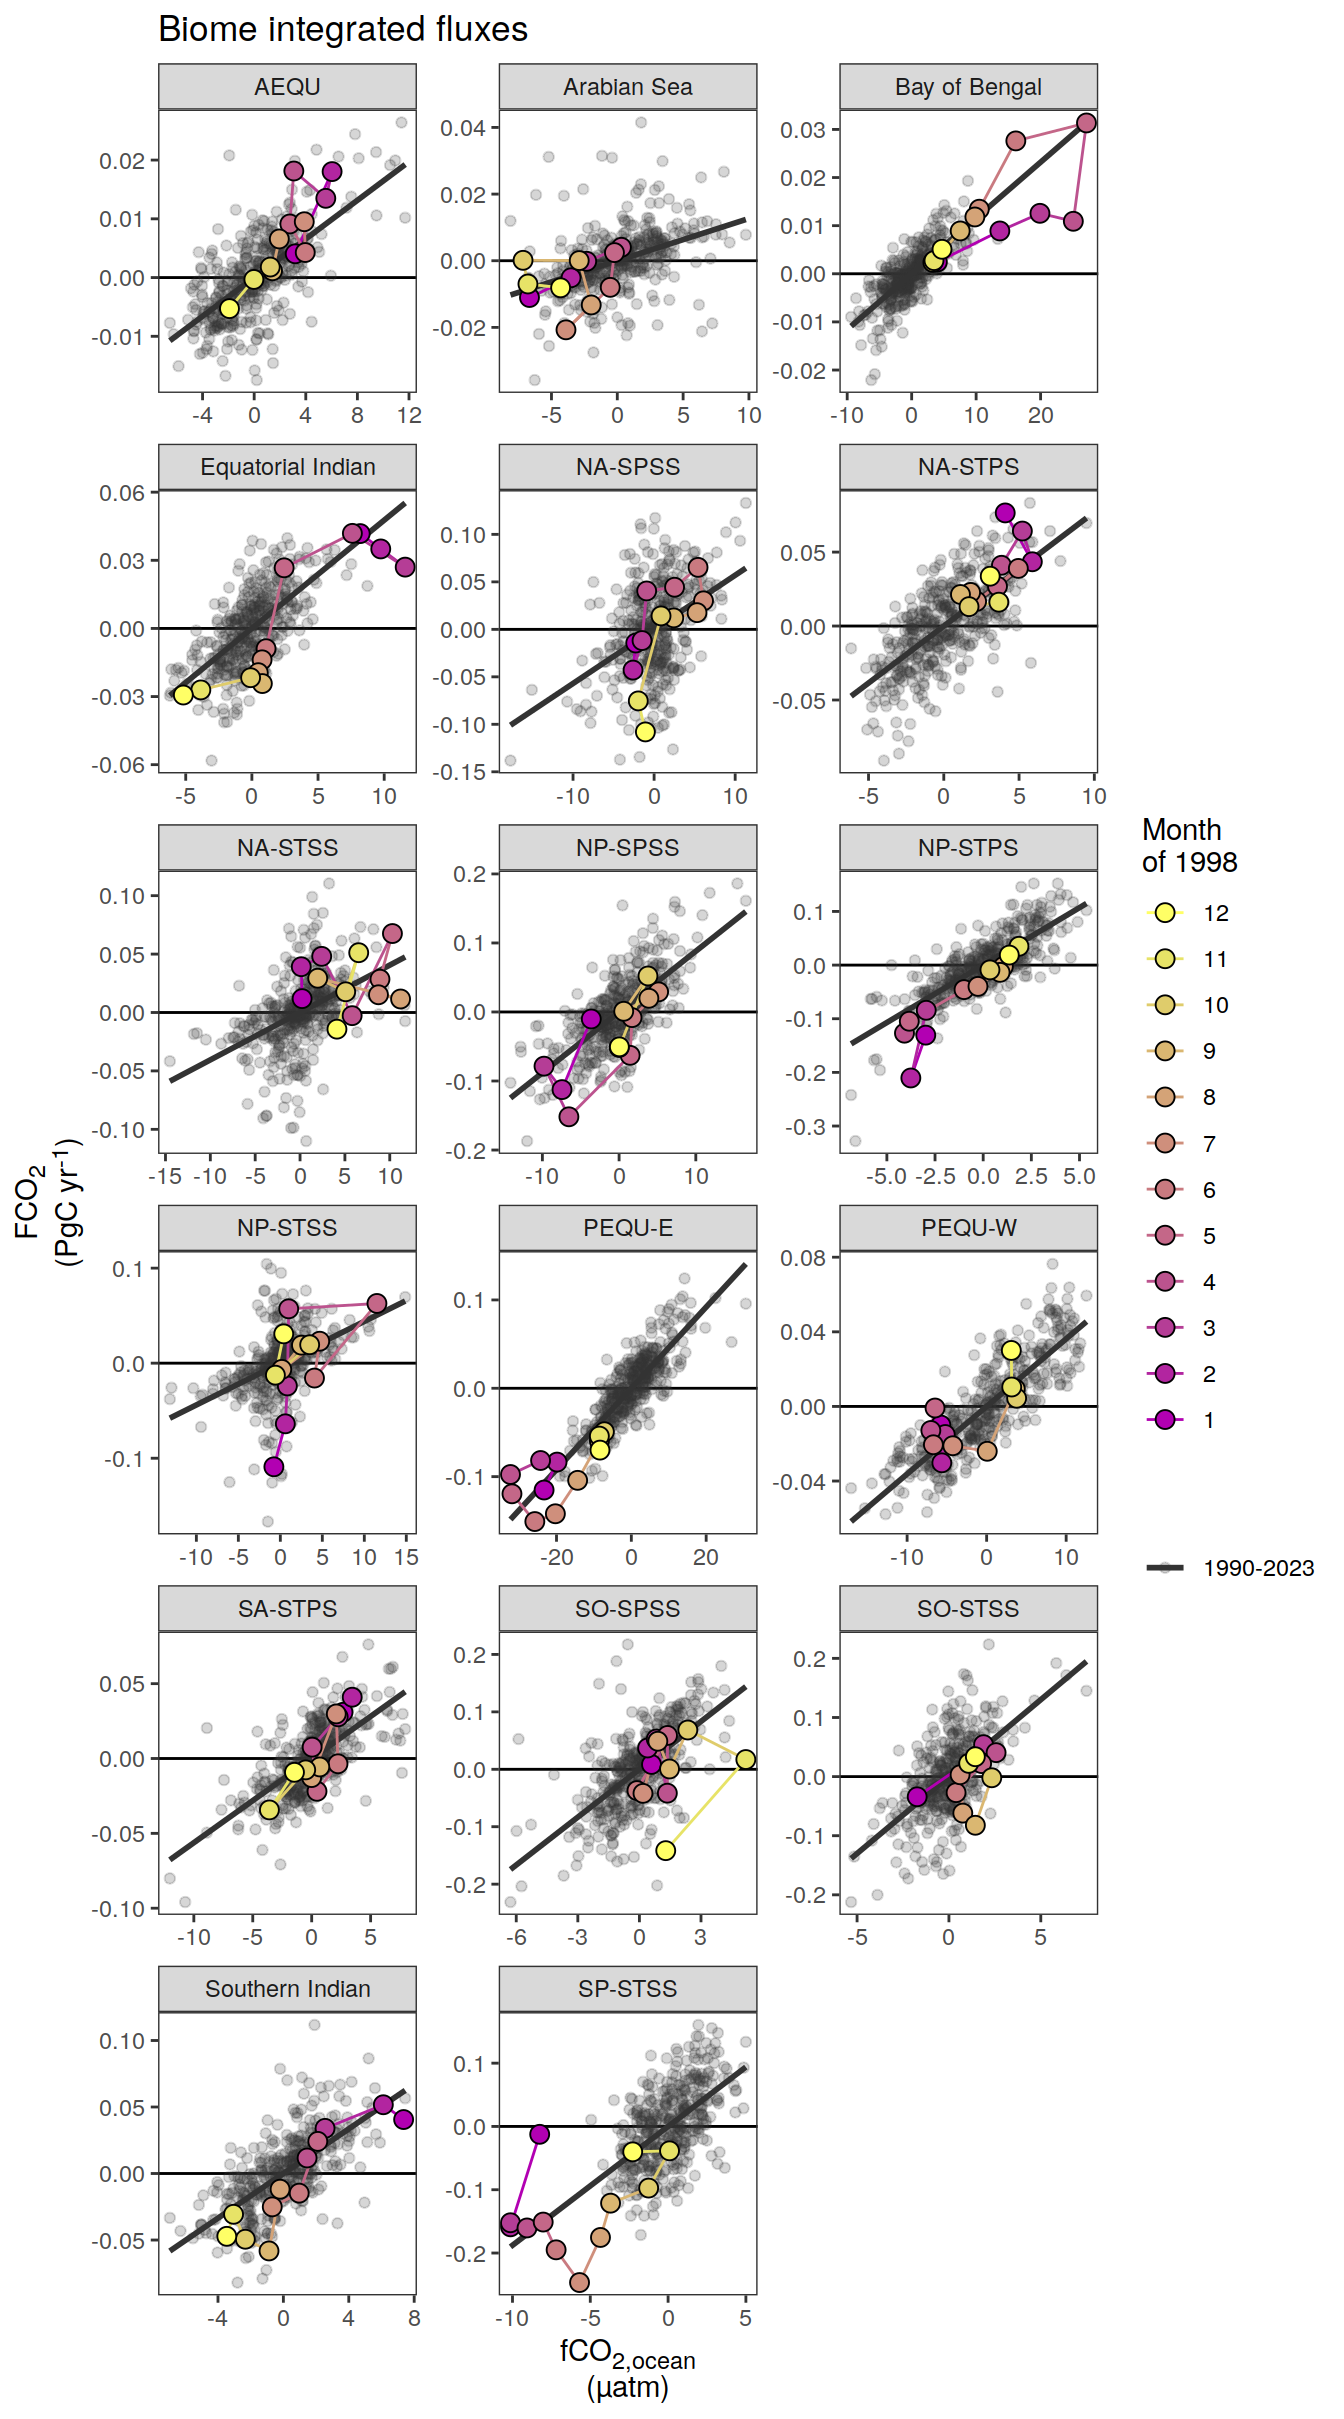 Biome integrated fluxes
AEQU
Arabian Sea
Bay of Bengal
0.02
0.01
0.00
-0.01
-4 0 4 8 12
0.04
0.02
0.00
-0.02
-5 0 5 10
0.03
0.02
0.01
0.00
-0.01
-0.02
-10 0 10 20
Equatorial Indian
NA-SPSS
NA-STPS
0.06
0.03
0.00
-0.03
-0.06
-5 0 5 10
0.10
0.05
0.00
-0.05
-0.10
-0.15
-10 0 10
0.05
0.00
-0.05
-5 0 5 10
NA-STSS
NP-SPSS
NP-STPS
0.10
0.05
0.00
-0.05
-0.10
-15 -10 -5 0 5 10
0.2
0.1
0.0
-0.1
-0.2
-10 0 10
0.1
0.0
-0.1
-0.2
-0.3
-5.0 -2.5 0.0 2.5 5.0
NP-STSS
PEQU-E
PEQU-W
0.1
0.0
-0.1
-10 -5 0 5 10 15
0.1
0.0
-0.1
-20 0 20
0.08
0.04
0.00
-0.04
-10 0 10
SA-STPS
SO-SPSS
SO-STSS
0.05
0.00
-0.05
-0.10
-10 -5 0 5
0.2
0.1
0.0
-0.1
-0.2
-6 -3 0 3
0.2
0.1
0.0
-0.1
-0.2
-5 0 5
Southern Indian
SP-STSS
0.10
0.05
0.00
-0.05
-4 0 4 8
0.1
0.0
-0.1
-0.2
-10 -5 0 5
FCO₂
(PgC yr⁻¹)
fCO₂,ocean
(µatm)
Month
of 1998
12
11
10
9
8
7
6
5
4
3
2
1
1990-2023